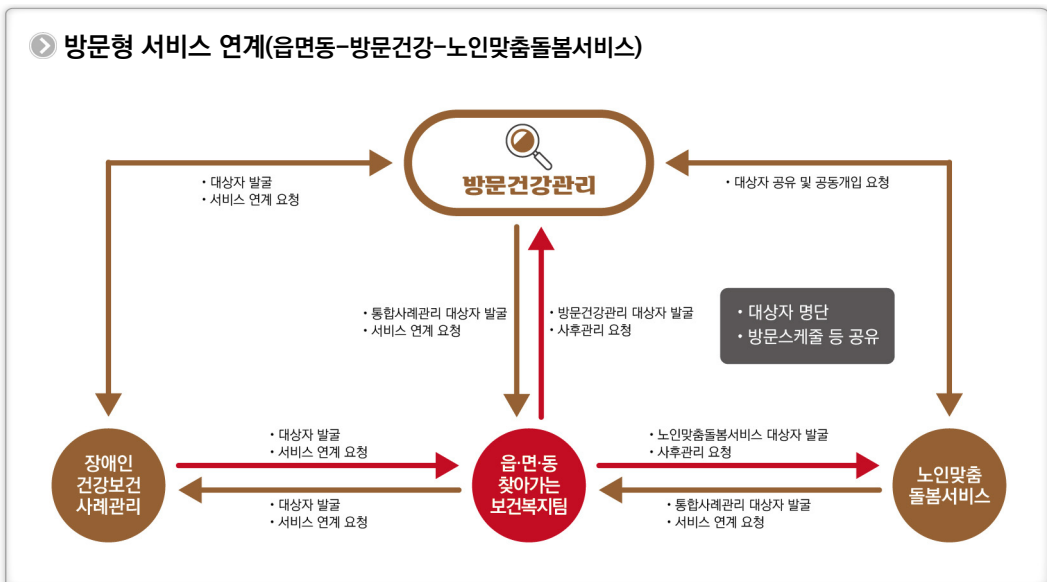 방문형 서비스 연계(읍면동-방문건강-노인맞춤돌봄서비스)
방문건강관리
• 대상자 발굴
• 서비스 연계 요청
• 대상자 공유 및 공동개입 요청
• 통합사례관리 대상자 발굴
• 서비스 연계 요청
• 방문건강관리 대상자 발굴
• 사후관리 요청
• 대상자 명단
• 방문스케줄 등 공유
• 대상자 발굴
• 서비스 연계 요청
• 노인맞춤돌봄서비스 대상자 발굴
• 사후관리 요청
장애인
건강보건
사례관리
읍·면·동
찾아가는
보건복지팀
노인맞춤
돌봄서비스
• 대상자 발굴
• 서비스 연계 요청
• 통합사례관리 대상자 발굴
• 서비스 연계 요청